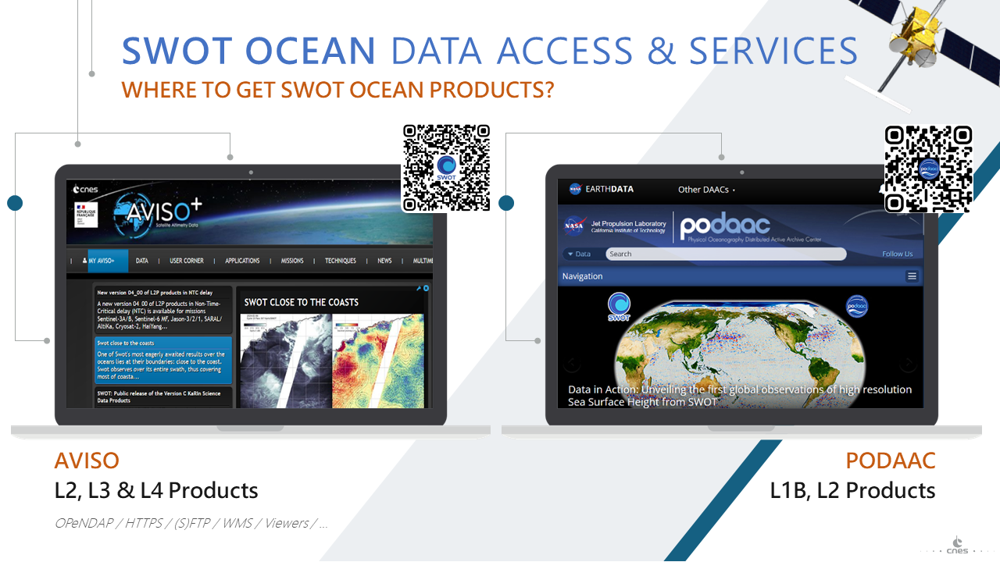 SWOT OCEAN DATA ACCESS & SERVICES
WHERE TO GET SWOT OCEAN PRODUCTS?
SWOT
cnes
RÉPUBLIQUE
FRANÇAISE
AVISO+
Satellite Altimetry Data
MY AVISO+ | DATA | USER CORNER | APPLICATIONS | MISSIONS | TECHNIQUES | NEWS | MULTIME
New version 04_00 of L2P products in NTC delay
A new version 04_00 of L2P products in Non-Time-
Critical delay (NTC) is available for missions
Sentinel-3A/B, Sentinel-6 MF, Jason-3/2/1, SARAL/
AltiKa, Cryosat-2, HaiYang...
Swot close to the coasts
One of Swot's most eagerly awaited results over the
oceans lies at their boundaries: close to the coast.
Swot observes over its entire swath, thus covering
most of coasta...
SWOT: Public release of the Version C KaRIn Science
Data Products
SWOT CLOSE TO THE COASTS
podaac
NASA
EARTHDATA
Other DAACs
NASA
Jet Propulsion Laboratory
California Institute of Technology
podaac
Physical Oceanography Distributed Active Archive Center
Data
Search
Follow Us
Navigation
SWOT
podaac
Data in Action: Unveiling the first global observations of high resolution
Sea Surface Height from SWOT
AVISO
L2, L3 & L4 Products
OPeNDAP / HTTPS / (S)FTP / WMS / Viewers / ...
PODAAC
L1B, L2 Products
cnes